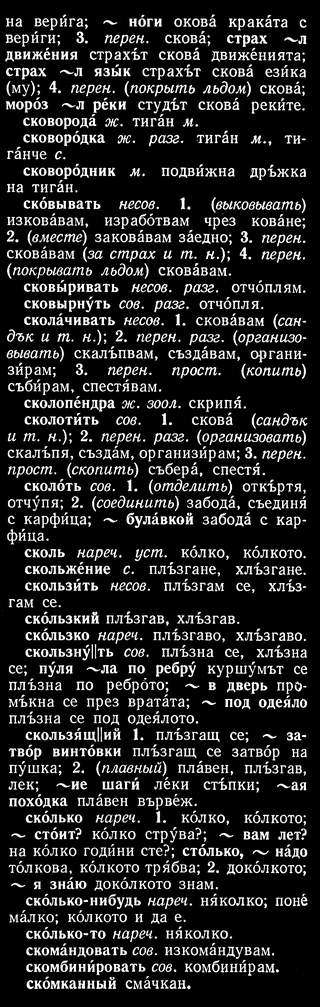 на вери́га; ~ но́ги окова́ крака́та с
вери́ги; 3. перен. скова́; страх ~л
движе́ния страхъ́т скова́ движе́нията;
страх ~л язы́к страхъ́т скова́ ези́ка
(му); 4. перен. (покрыть льдом) скова́;
моро́з ~л ре́ки студъ́т скова́ реки́те.
сковорода́ ж. тига́н м.
сковоро́дка ж. разг. тига́н м., ти-
га́нче с.
сковоро́дник м. подви́жна дръ́жка
на тига́н.
ско́вывать несов. 1. (выковывать)
изкова́вам, израбо́твам чрез кова́не;
2. (вместе) закова́вам за́едно; 3. перен.
скова́вам (за страх и т. н.); 4. перен.
(покрывать льдом) скова́вам.
сковы́ривать несов. разг. отчо́плям.
сковырну́ть сов. разг. отчо́пля.
скола́чивать несов. 1. скова́вам (сан-
дък и т. н.); 2. перен. разг. (организо-
вывать) скалъ́пвам, създа́вам, органи-
зи́рам; 3. перен. прост. (копить)
съби́рам, спестя́вам.
сколопе́ндра ж. зоол. скрипя́.
сколоти́ть сов. 1. скова́ (сандък
и т. н.); 2. перен. разг. (организовать)
скалъ́пя, създа́м, организи́рам; 3. перен.
прост. (скопить) събера́, спестя́.
сколо́ть сов. 1. (отделить) откъ́ртя,
отчу́пя; 2. (соединить) забода́, съединя́
с карфи́ца; ~ була́вкой забода́ с кар-
фи́ца.
сколь нареч. уст. ко́лко, ко́лкото.
скольже́ние с. плъ́згане, хлъ́згане.
скользи́ть несов. плъ́згам се, хлъ́з-
гам се.
ско́льзкий плъ́згав, хлъ́згав.
ско́льзко нареч. плъ́згаво, хлъ́згаво.
скользну́||ть сов. плъ́зна се, хлъ́зна
се; пу́ля ~ла по ребру́ куршу́мът се
плъ́зна по ребро́то; ~ в дверь про-
мъ́кна се през врата́та; ~ под одея́ло
плъ́зна се под одея́лото.
скользя́щ||ий 1. плъ́згащ се; ~ за-
тво́р винто́вки плъ́згащ се затво́р на
пу́шка; 2. (плавный) пла́вен, плъ́згав,
лек; ~ие шаги́ ле́ки стъ́пки; ~ая
похо́дка пла́вен върве́ж.
ско́лько нареч. 1. ко́лко, ко́лкото;
~ сто́ит? ко́лко стру́ва?; ~ вам лет?
на ко́лко годи́ни сте?; сто́лько, ~ на́до
то́лкова, ко́лкото тря́бва; 2. доко́лкото;
~ я зна́ю доко́лкото знам.
ско́лько-нибудь нареч. ня́колко; поне́
ма́лко; ко́лкото и да е.
ско́лько-то нареч. ня́колко.
скома́ндовать сов. изкома́ндувам.
скомбини́ровать сов. комбини́рам.
ско́мканный сма́чкан.